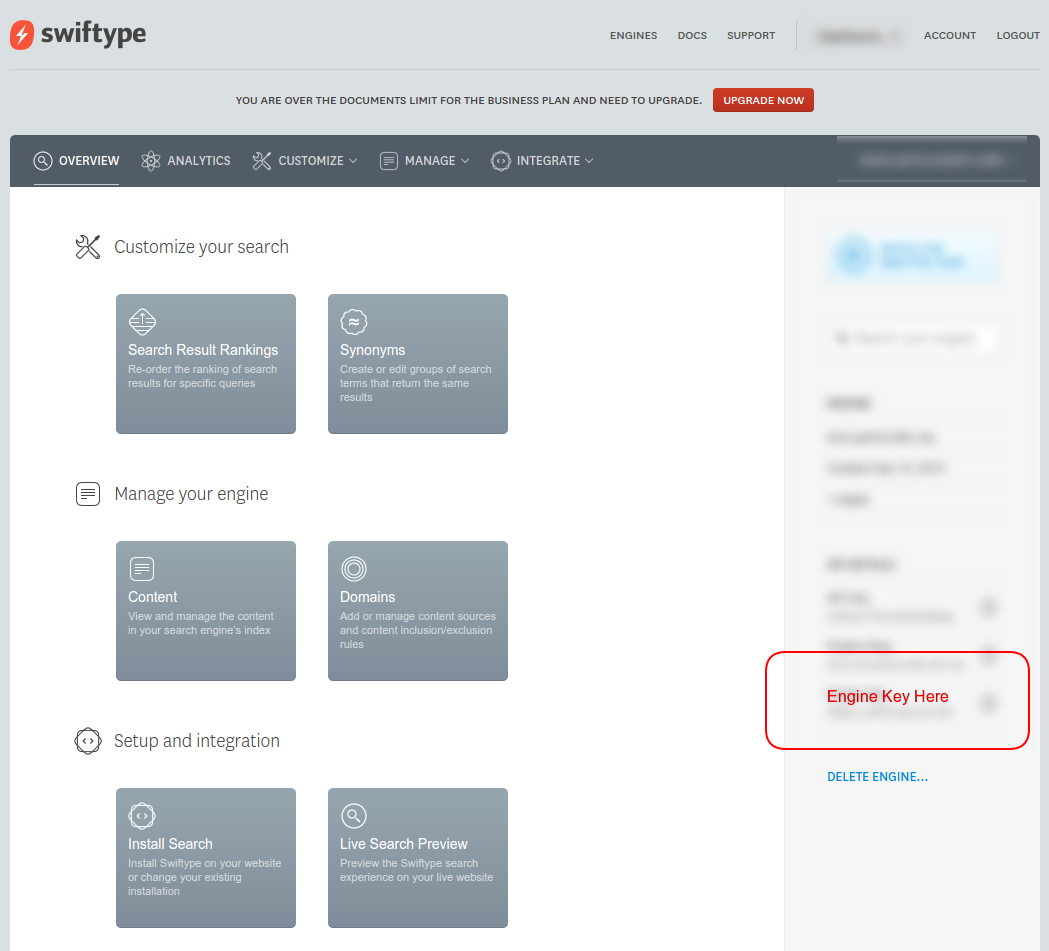 swiftype
ENGINES DOCS SUPPORT ACCOUNT LOGOUT
YOU ARE OVER THE DOCUMENTS LIMIT FOR THE BUSINESS PLAN AND NEED TO UPGRADE. UPGRADE NOW
OVERVIEW ANALYTICS CUSTOMIZE MANAGE INTEGRATE
Customize your search
Search Result Rankings
Re-order the ranking of search
results for specific queries
Synonyms
Create or edit groups of search
terms that return the same
results
Manage your engine
Content
View and manage the content
in your search engine's index
Domains
Add or manage content sources
and content inclusion/exclusion
rules
Setup and integration
Install Search
Install Swiftype on your website
or change your existing
installation
Live Search Preview
Preview the Swiftype search
experience on your live website
Engine Key Here
DELETE ENGINE...